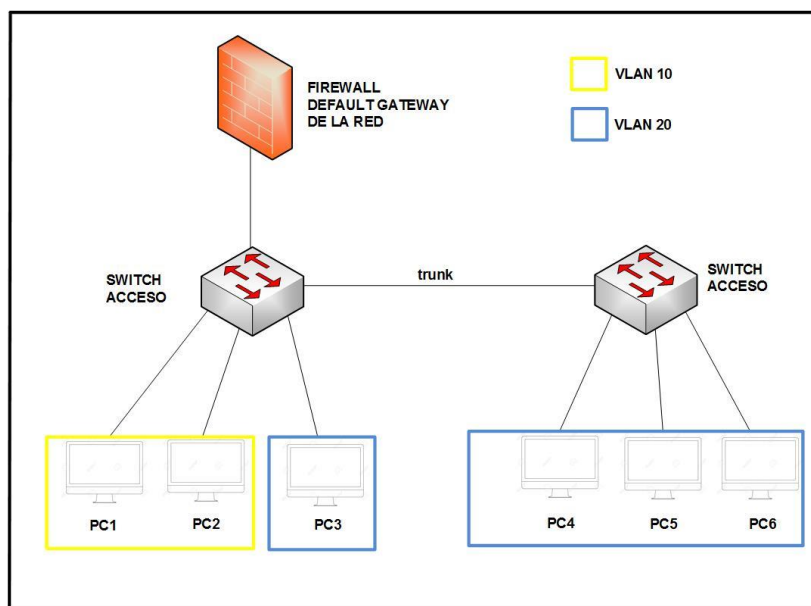 FIREWALL
DEFAULT GATEWAY
DE LA RED
VLAN 10
VLAN 20
SWITCH
ACCESO
trunk
SWITCH
ACCESO
PC1
PC2
PC3
PC4
PC5
PC6